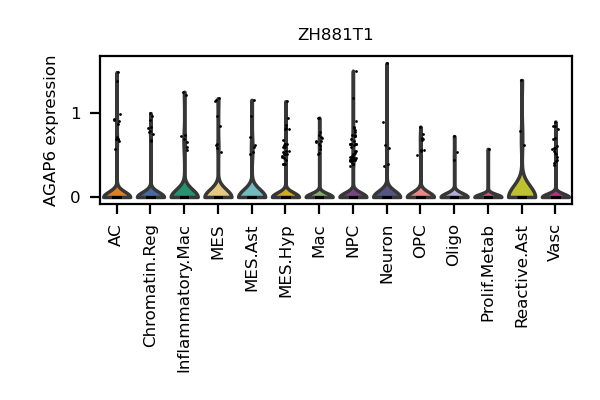 ZH881T1
AGAP6 expression
1
0
AC
Chromatin.Reg
Inflammatory.Mac
MES
MES.Ast
MES.Hyp
Mac
NPC
Neuron
OPC
Oligo
Prolif.Metab
Reactive.Ast
Vasc